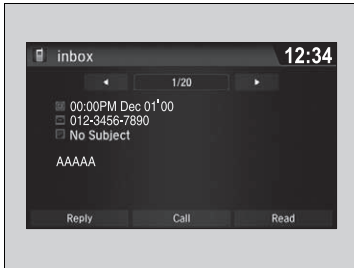 inbox 12:34
1/20
00:00PM Dec 01'00
012-3456-7890
No Subject
AAAAA
Reply Call Read